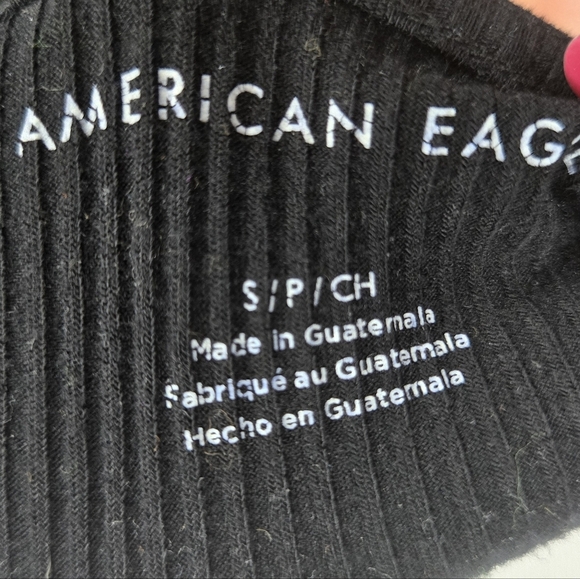 AMERICAN EAG
S / P / CH
Made in Guatemala
Fabriqué au Guatemala
Hecho en Guatemala